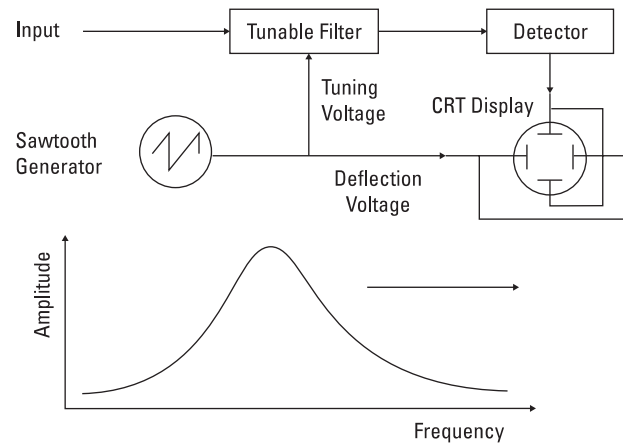 Input
Tunable Filter
Detector
Tuning
Voltage
CRT Display
Sawtooth
Generator
Deflection
Voltage
Amplitude
Frequency